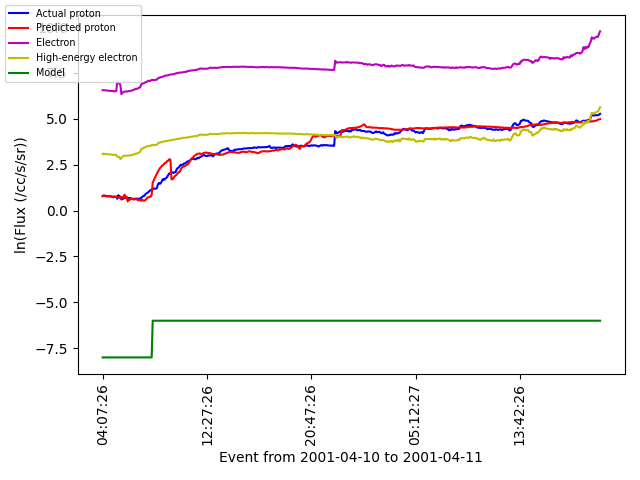 Actual proton
Predicted proton
Electron
High-energy electron
Model
5.0
2.5
0.0
−2.5
−5.0
−7.5
ln(Flux (/cc/s/sr))
04:07:26
12:27:26
20:47:26
05:12:27
13:42:26
Event from 2001-04-10 to 2001-04-11